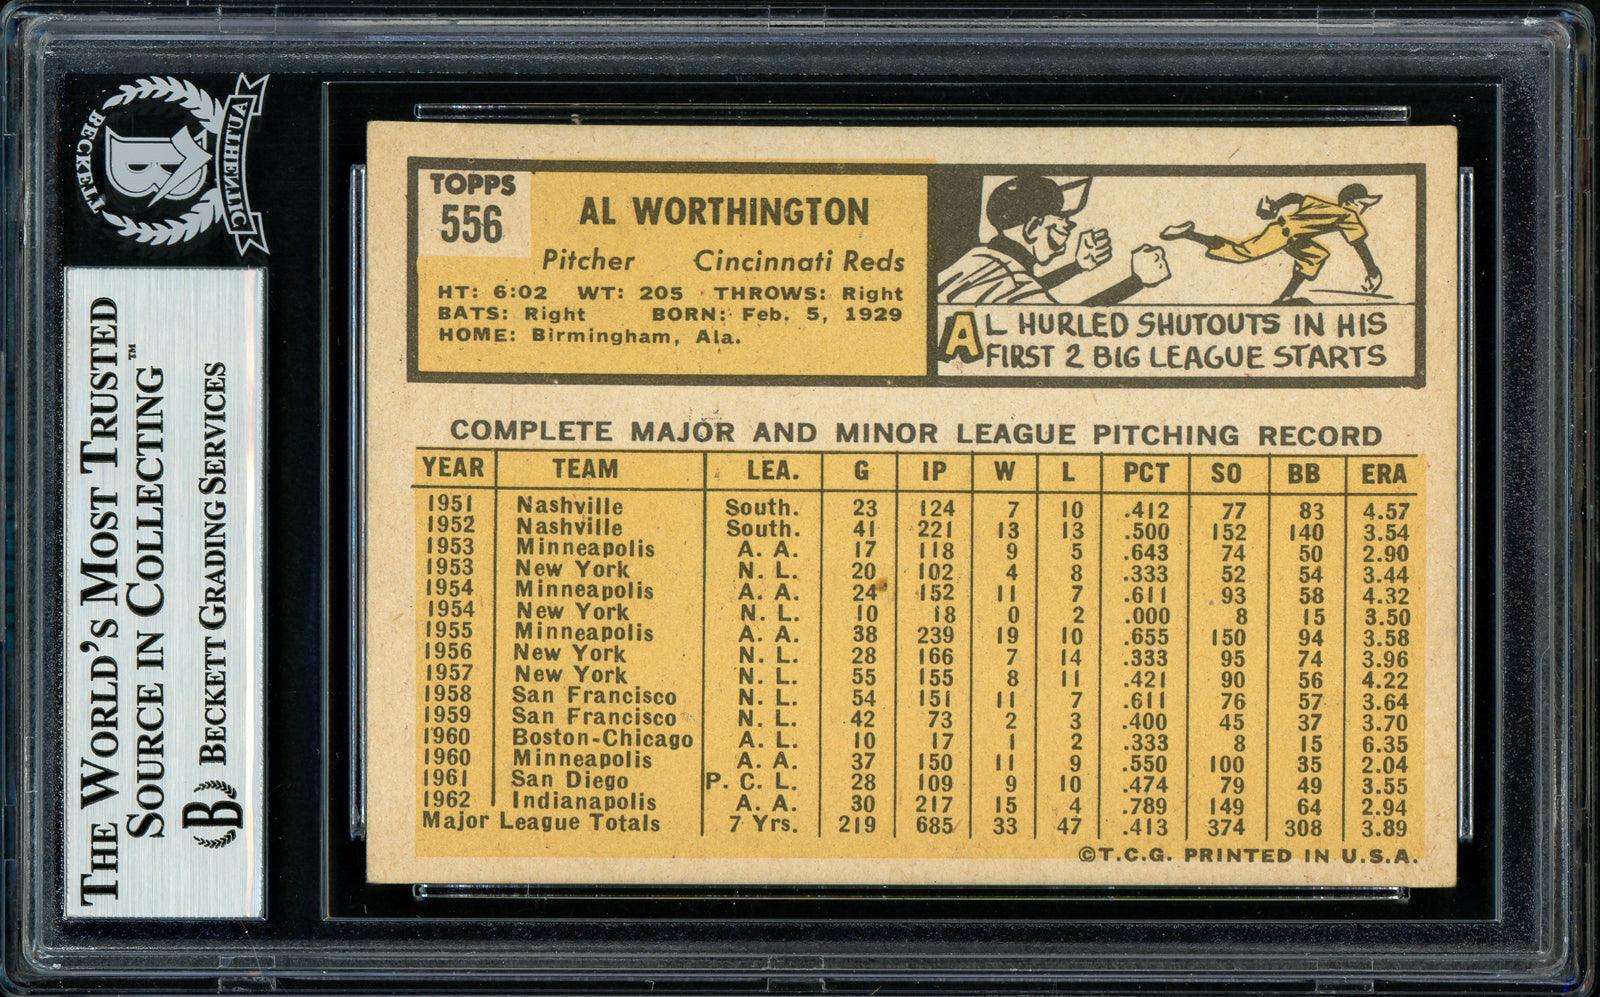 BECKETT
AUTHENTIC
THE WORLD'S MOST TRUSTED
SOURCE IN COLLECTING™
BECKETT GRADING SERVICES
TOPPS
556
AL WORTHINGTON
Pitcher Cincinnati Reds
HT: 6:02 WT: 205 THROWS: Right
BATS: Right BORN: Feb. 5, 1929
HOME: Birmingham, Ala.
AL HURLED SHUTOUTS IN HIS
FIRST 2 BIG LEAGUE STARTS
COMPLETE MAJOR AND MINOR LEAGUE PITCHING RECORD
YEAR TEAM LEA. G IP W L PCT SO BB ERA
1951 Nashville South. 23 124 7 10 .412 77 83 4.57
1952 Nashville South. 41 221 13 13 .500 152 140 3.54
1953 Minneapolis A. A. 17 118 9 5 .643 74 50 2.90
1953 New York N. L. 20 102 4 8 .333 52 54 3.44
1954 Minneapolis A. A. 24 152 11 7 .611 93 58 4.32
1954 New York N. L. 10 18 0 2 .000 8 15 3.50
1955 Minneapolis A. A. 38 239 19 10 .655 150 94 3.58
1956 New York N. L. 28 166 7 14 .333 95 74 3.96
1957 New York N. L. 55 155 8 11 .421 90 56 4.22
1958 San Francisco N. L. 54 151 11 7 .611 76 57 3.64
1959 San Francisco N. L. 42 73 2 3 .400 45 37 3.70
1960 Boston-Chicago A. L. 10 17 1 2 .333 8 15 6.35
1960 Minneapolis A. A. 37 150 11 9 .550 100 35 2.04
1961 San Diego P. C. L. 28 109 9 10 .474 79 49 3.55
1962 Indianapolis A. A. 30 217 15 4 .789 149 64 2.94
Major League Totals 7 Yrs. 219 685 33 47 .413 374 308 3.89
©T.C.G. PRINTED IN U.S.A.